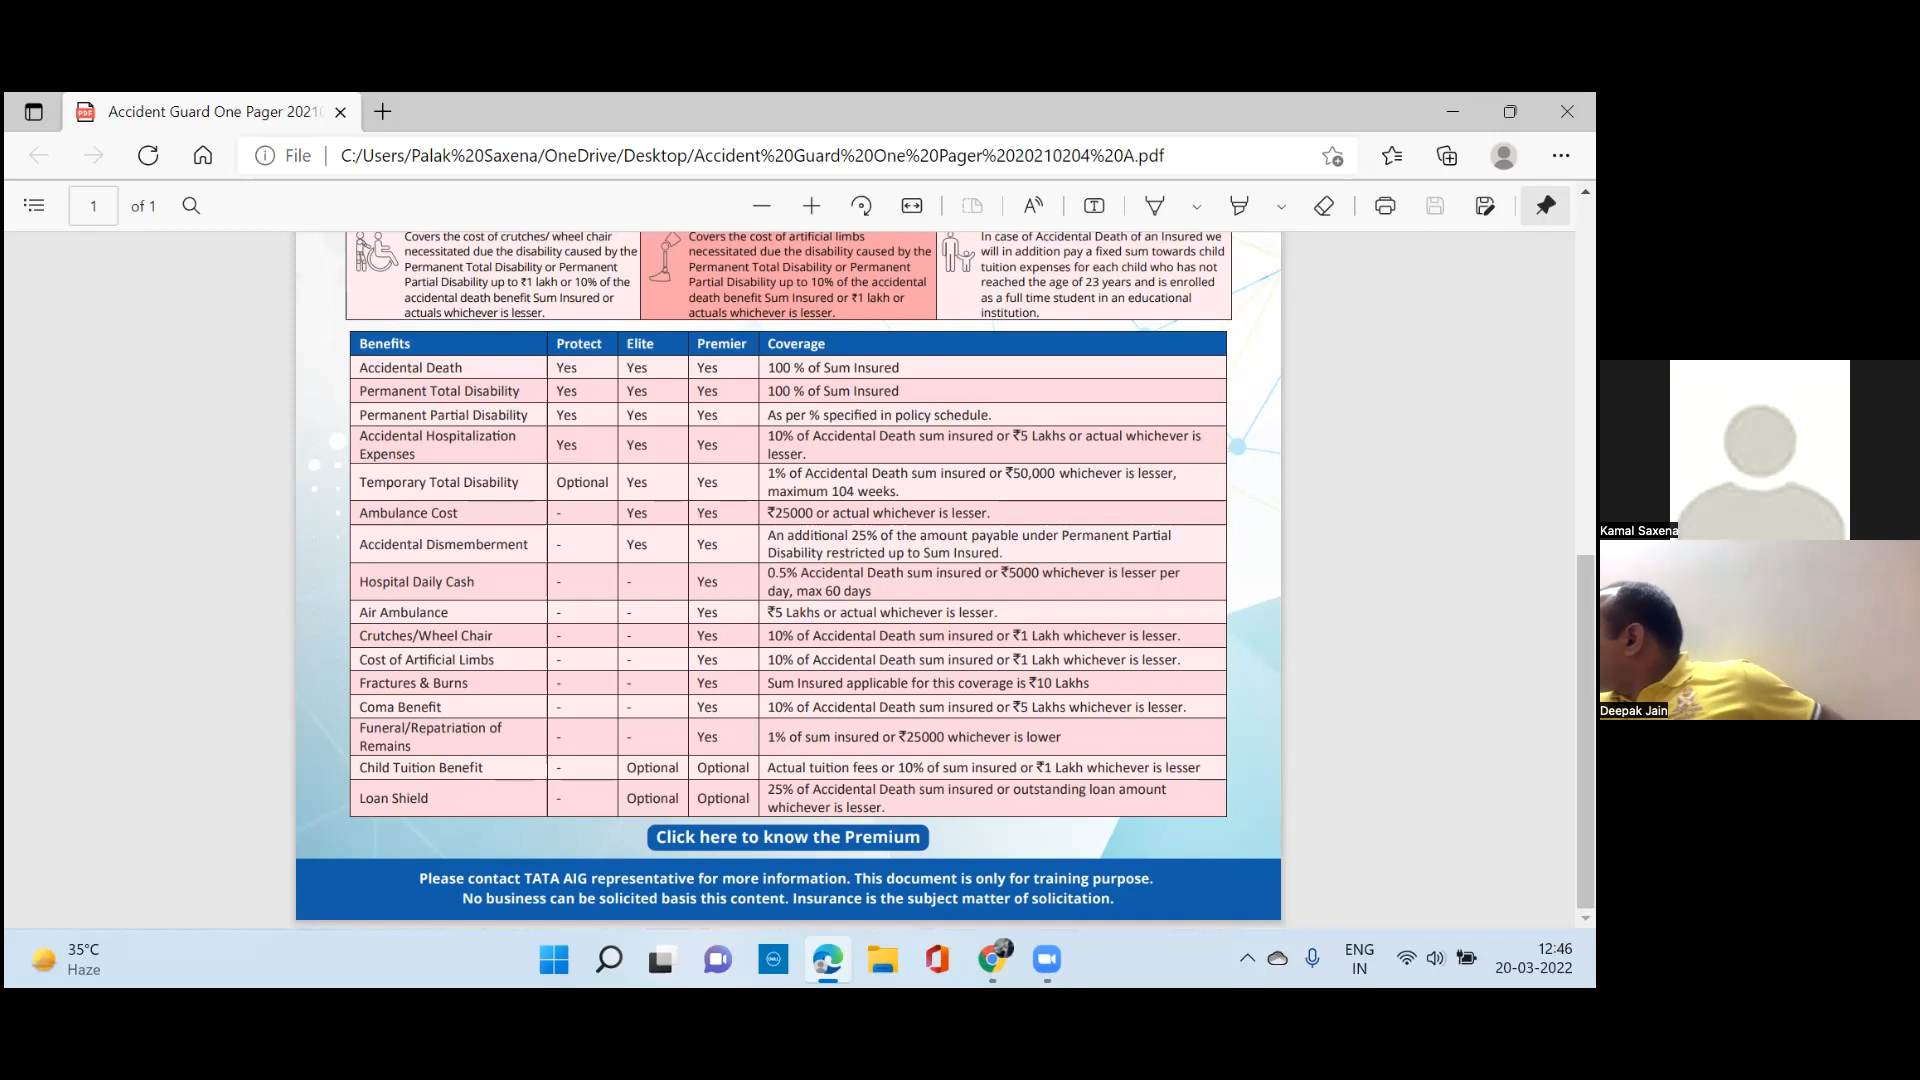 Accident Guard One Pager 20210
File
C:/Users/Palak%20Saxena/OneDrive/Desktop/Accident%20Guard%20One%20Pager%2020210204%20A.pdf
1
of 1
Covers the cost of crutches/ wheel chair
necessitated due the disability caused by the
Permanent Total Disability or Permanent
Partial Disability up to ₹1 lakh or 10% of the
accidental death benefit Sum Insured or
actuals whichever is lesser.
Covers the cost of artificial limbs
necessitated due the disability caused by the
Permanent Total Disability or Permanent
Partial Disability up to 10% of the accidental
death benefit Sum Insured or ₹1 lakh or
actuals whichever is lesser.
In case of Accidental Death of an Insured we
will in addition pay a fixed sum towards child
tuition expenses for each child who has not
reached the age of 23 years and is enrolled
as a full time student in an educational
institution.
Benefits Protect Elite Premier Coverage
Accidental Death Yes Yes Yes 100 % of Sum Insured
Permanent Total Disability Yes Yes Yes 100 % of Sum Insured
Permanent Partial Disability Yes Yes Yes As per % specified in policy schedule.
Accidental Hospitalization
Expenses
Yes Yes Yes
10% of Accidental Death sum insured or ₹5 Lakhs or actual whichever is
lesser.
Temporary Total Disability Optional Yes Yes
1% of Accidental Death sum insured or ₹50,000 whichever is lesser,
maximum 104 weeks.
Ambulance Cost - Yes Yes ₹25000 or actual whichever is lesser.
Accidental Dismemberment - Yes Yes
An additional 25% of the amount payable under Permanent Partial
Disability restricted up to Sum Insured.
Hospital Daily Cash - - Yes
0.5% Accidental Death sum insured or ₹5000 whichever is lesser per
day, max 60 days
Air Ambulance - - Yes ₹5 Lakhs or actual whichever is lesser.
Crutches/Wheel Chair - - Yes 10% of Accidental Death sum insured or ₹1 Lakh whichever is lesser.
Cost of Artificial Limbs - - Yes 10% of Accidental Death sum insured or ₹1 Lakh whichever is lesser.
Fractures & Burns - - Yes Sum Insured applicable for this coverage is ₹10 Lakhs
Coma Benefit - - Yes 10% of Accidental Death sum insured or ₹5 Lakhs whichever is lesser.
Funeral/Repatriation of
Remains
- - Yes 1% of sum insured or ₹25000 whichever is lower
Child Tuition Benefit - Optional Optional Actual tuition fees or 10% of sum insured or ₹1 Lakh whichever is lesser
Loan Shield - Optional Optional
25% of Accidental Death sum insured or outstanding loan amount
whichever is lesser.
Click here to know the Premium
Please contact TATA AIG representative for more information. This document is only for training purpose.
No business can be solicited basis this content. Insurance is the subject matter of solicitation.
Kamal Saxena
Deepak Jain
35°C
Haze
ENG
IN
12:46
20-03-2022